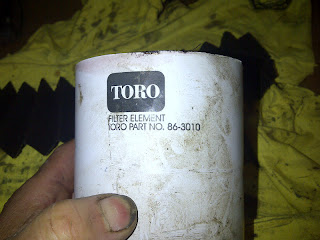 TORO
FILTER ELEMENT
TORO PART NO. 86-3010